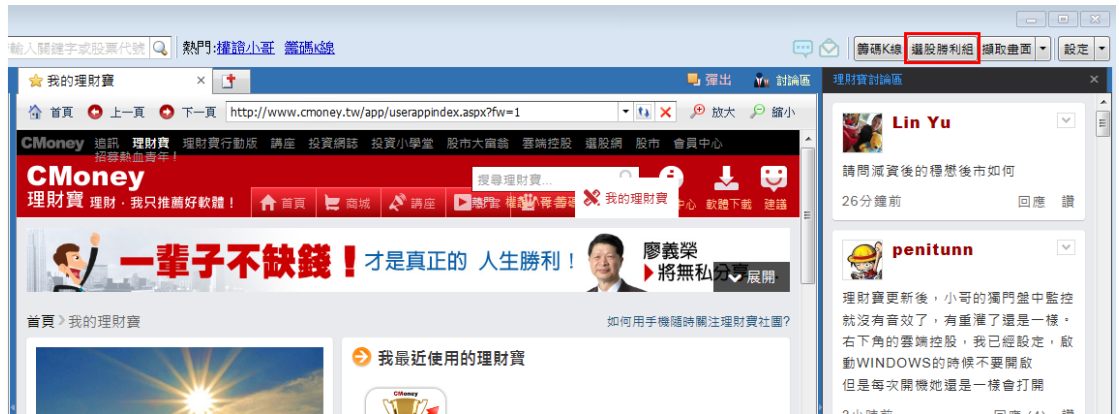 輸入關鍵字或股票代號
熱門:權證小哥 籌碼K線
籌碼K線 選股勝利組 擷取畫面 設定
我的理財寶 彈出 討論區
理財寶討論區
首頁 上一頁 下一頁 http://www.cmoney.tw/app/userappindex.aspx?fw=1 放大 縮小
CMoney 追訊 理財寶 理財寶行動版 講座 投資網誌 投資小學堂 股市大富翁 雲端控股 選股網 股市 會員中心
招募熱血青年!
CMoney
理財寶 理財‧我只推薦好軟體!
搜尋理財寶...
首頁 商城 講座 我的理財寶 軟體下載 建議
一輩子不缺錢!才是真正的 人生勝利!
廖義榮
將無私分享
展開
首頁 我的理財寶 如何用手機隨時關注理財寶社團?
我最近使用的理財寶
CMoney
Lin Yu
請問減資後的穩懋後市如何
26分鐘前 回應 讚
penitunn
理財寶更新後,小哥的獨門盤中監控
就沒有音效了,有重灌了還是一樣。
右下角的雲端控股,我已經設定,啟
動WINDOWS的時候不要開啟
但是每次開機她還是一樣會打開